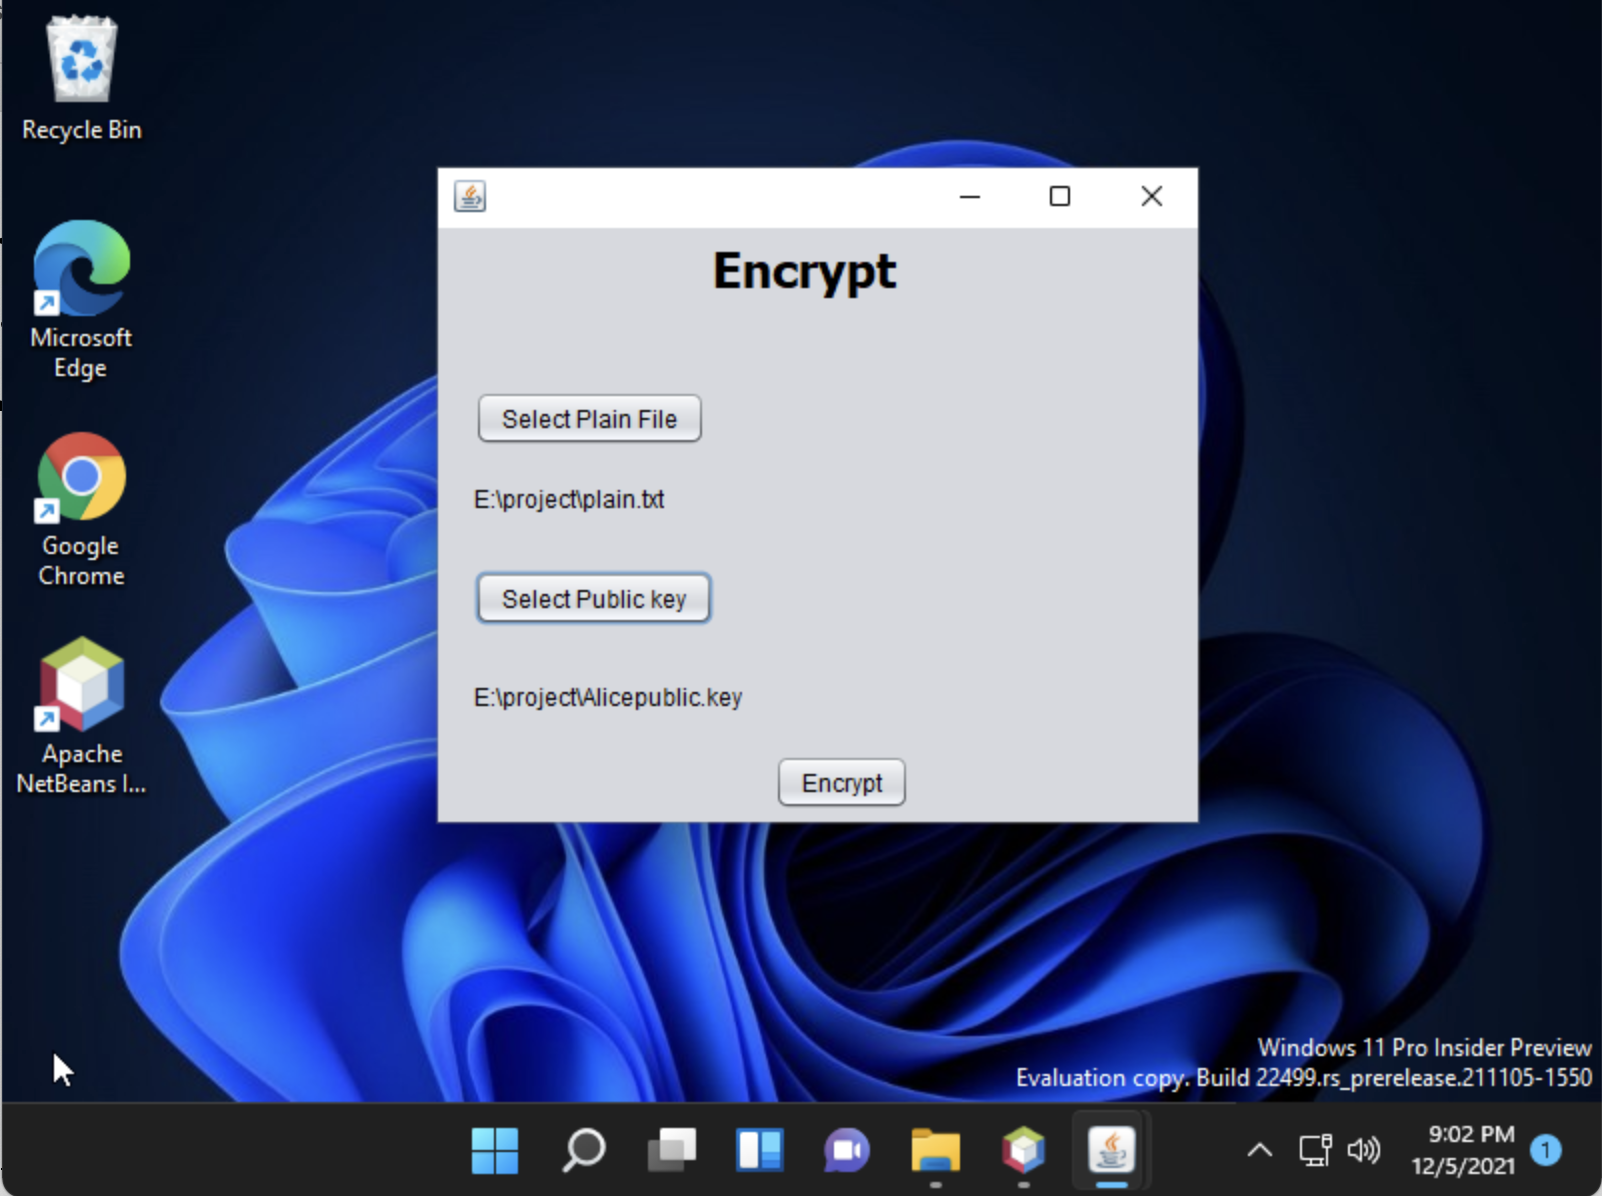 Recycle Bin
Microsoft
Edge
Google
Chrome
Apache
NetBeans I...
Encrypt
Select Plain File
E:\project\plain.txt
Select Public key
E:\project\Alicepublic.key
Encrypt
Windows 11 Pro Insider Preview
Evaluation copy. Build 22499.rs_prerelease.211105-1550
9:02 PM
12/5/2021
1